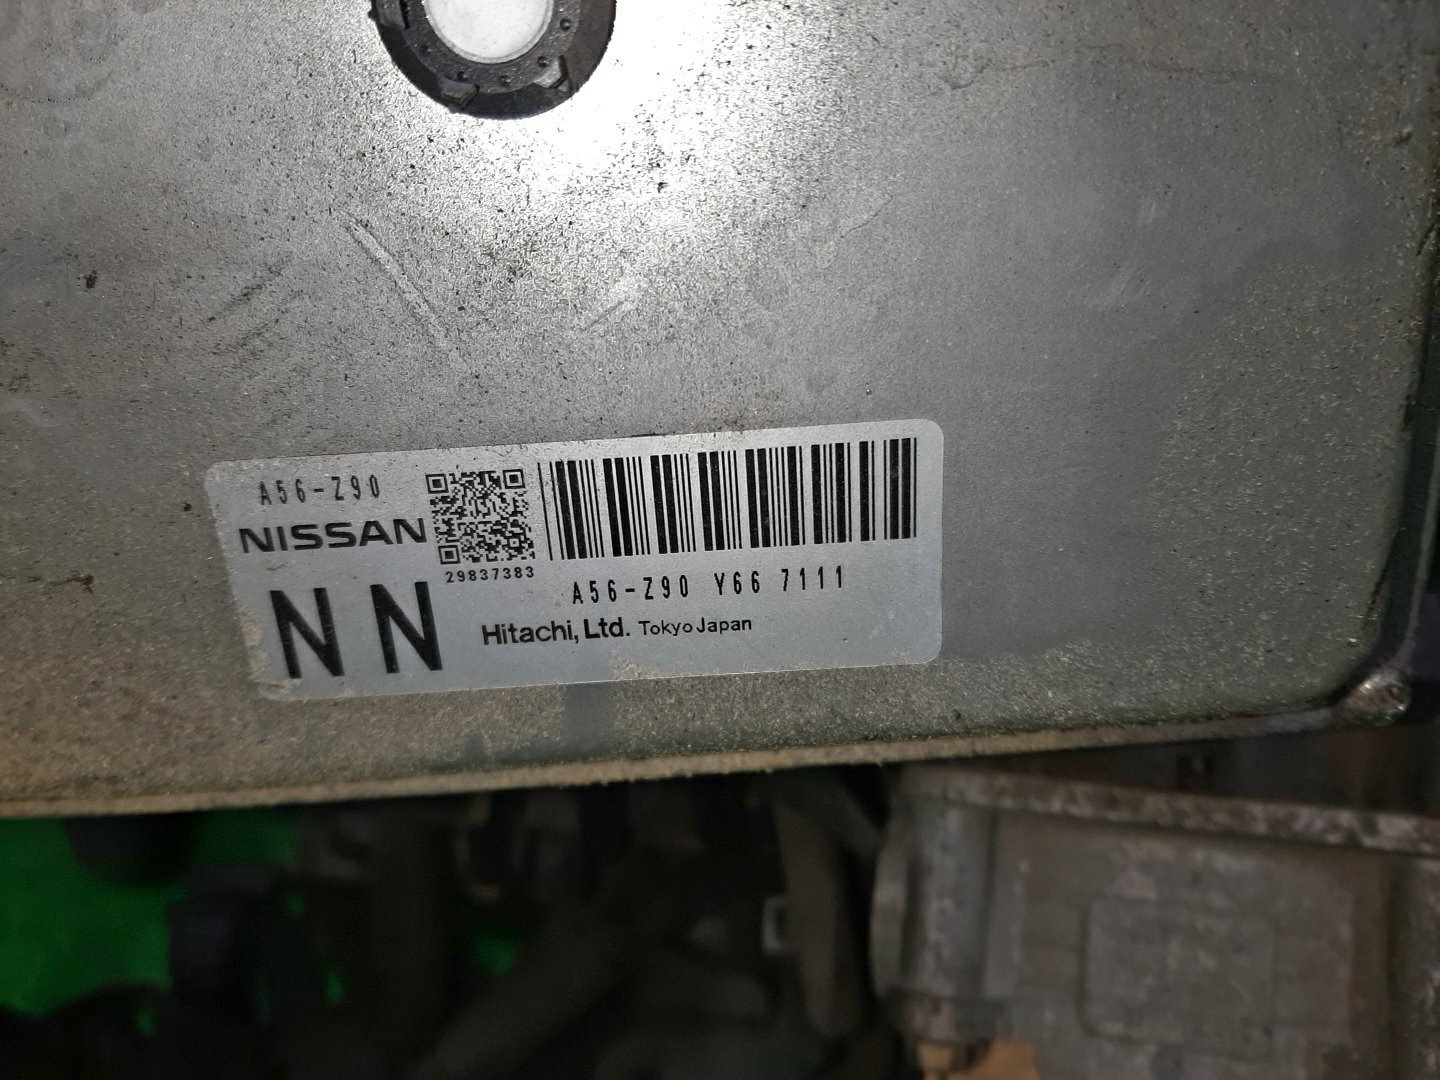 A56-Z90
NISSAN
29837383
NN
A56-Z90 Y66 7111
Hitachi, Ltd. Tokyo Japan